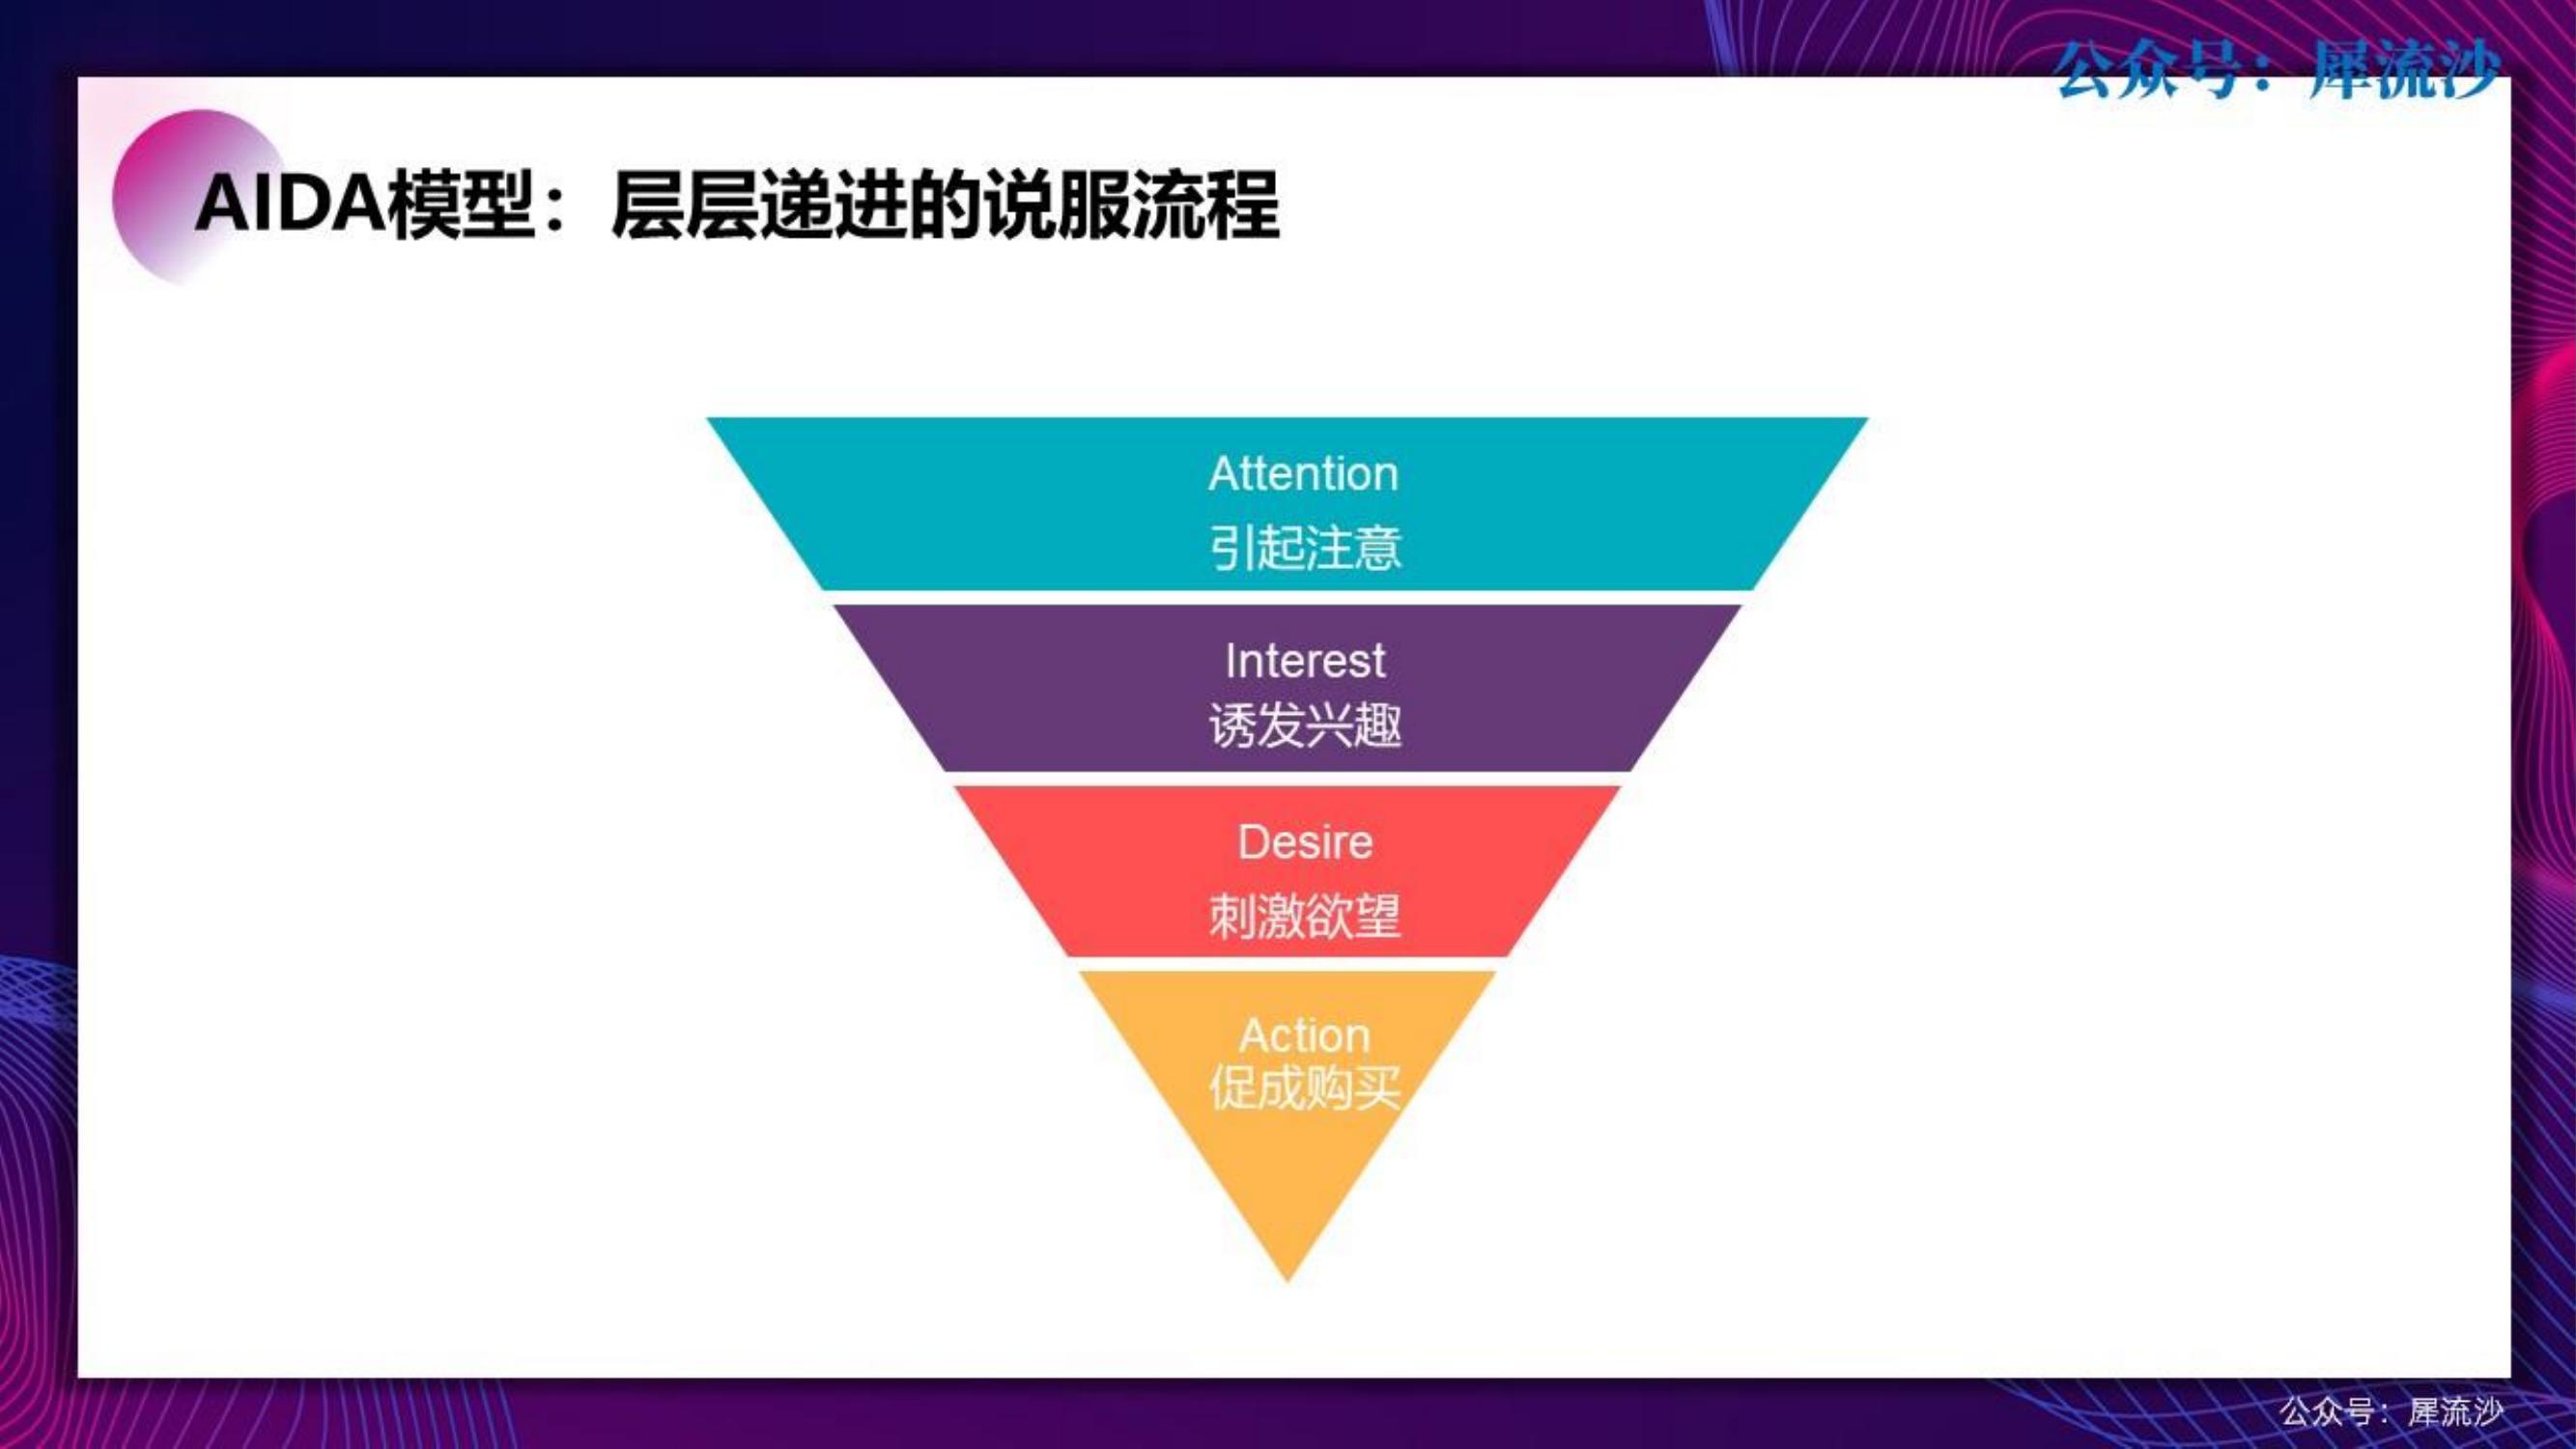 公众号：犀流沙
AIDA模型：层层递进的说服流程
Attention
引起注意
Interest
诱发兴趣
Desire
刺激欲望
Action
促成购买
公众号：犀流沙